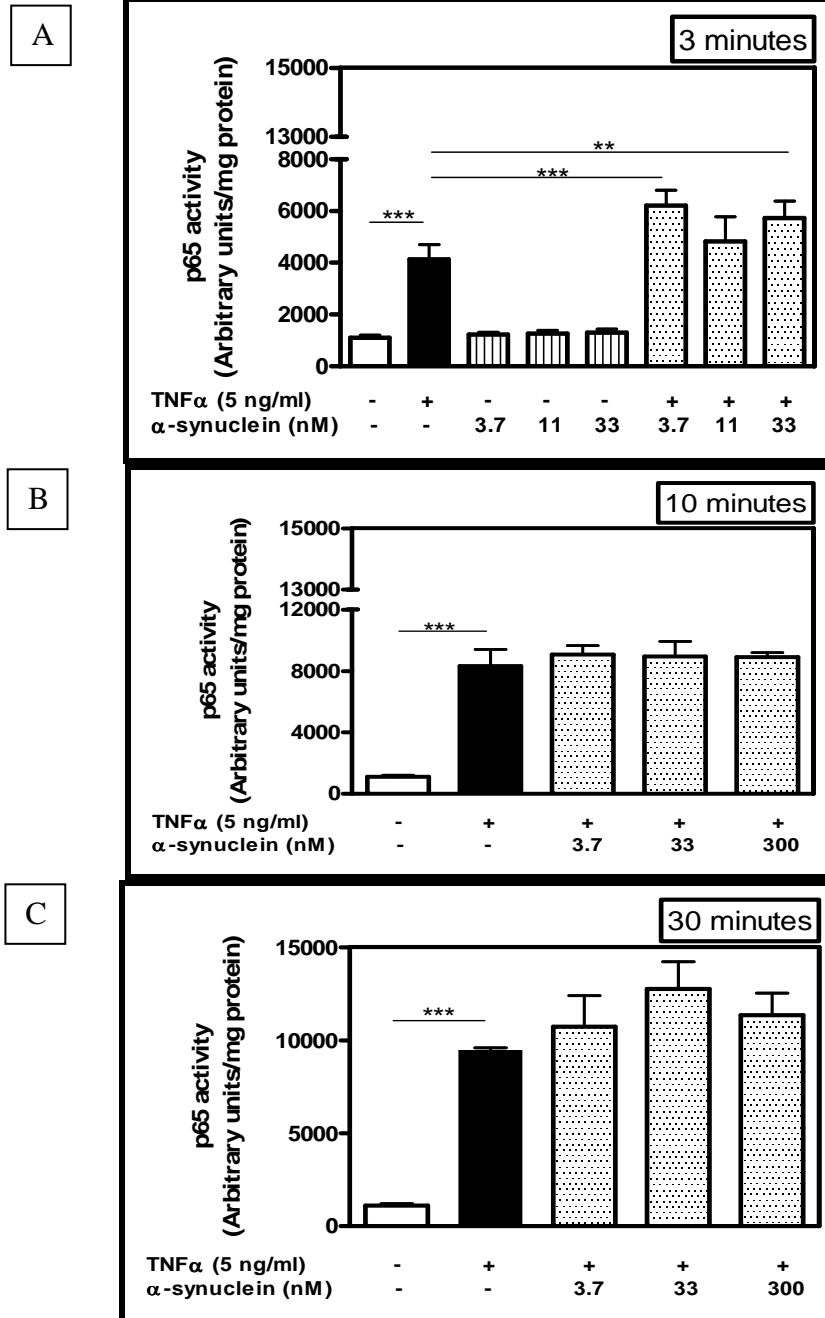 A
3 minutes
15000
13000
8000
6000
4000
2000
0
p65 activity
(Arbitrary units/mg protein)
***
***
**
TNFα (5 ng/ml) - + - - - + + +
α-synuclein (nM) - - 3.7 11 33 3.7 11 33
B
10 minutes
15000
13000
12000
8000
4000
0
p65 activity
(Arbitrary units/mg protein)
***
TNFα (5 ng/ml) - + + + +
α-synuclein (nM) - - 3.7 33 300
C
30 minutes
15000
10000
5000
0
p65 activity
(Arbitrary units/mg protein)
***
TNFα (5 ng/ml) - + + + +
α-synuclein (nM) - - 3.7 33 300